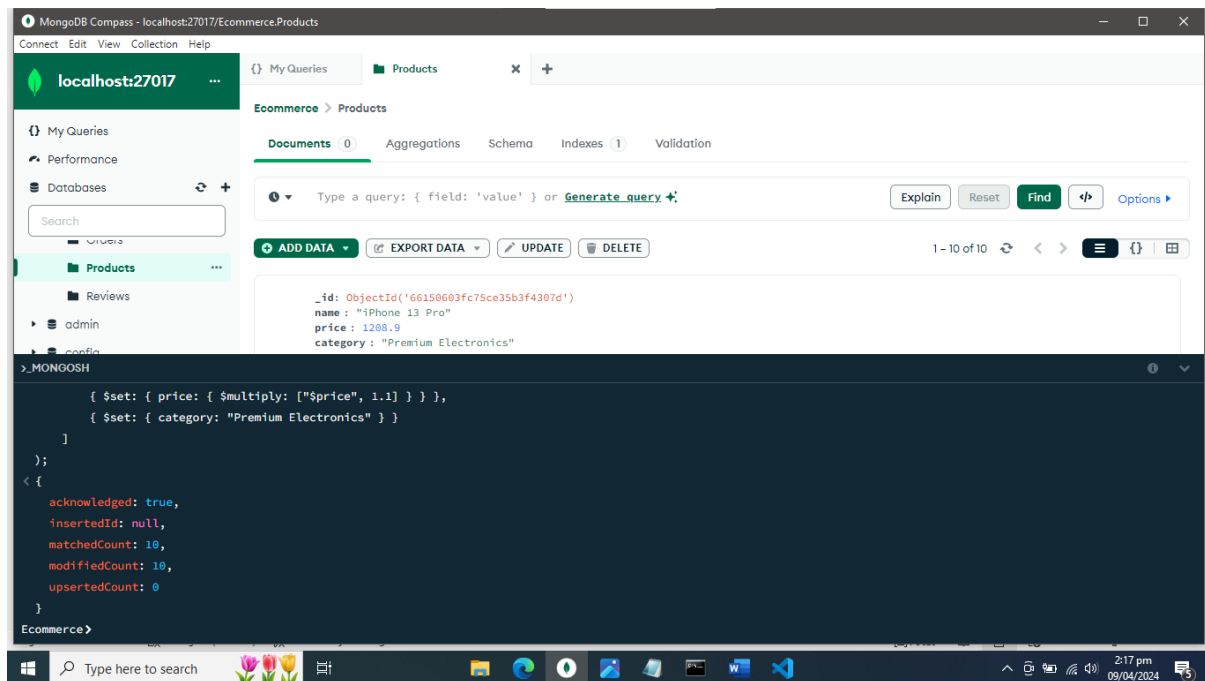 MongoDB Compass - localhost:27017/Ecommerce.Products
Connect Edit View Collection Help
localhost:27017 ...
{} My Queries
Performance
Databases
Search
Orders
Products ...
Reviews
admin
config
{} My Queries Products
Ecommerce > Products
Documents 0 Aggregations Schema Indexes 1 Validation
Type a query: { field: 'value' } or Generate query
Explain Reset Find </> Options
ADD DATA EXPORT DATA UPDATE DELETE 1 – 10 of 10 {}
_id: ObjectId('66150603fc75ce35b3f4307d')
name : "iPhone 13 Pro"
price : 1208.9
category : "Premium Electronics"
>_MONGOSH
{ $set: { price: { $multiply: ["$price", 1.1] } } },
{ $set: { category: "Premium Electronics" } }
]
);
< {
acknowledged: true,
insertedId: null,
matchedCount: 10,
modifiedCount: 10,
upsertedCount: 0
}
Ecommerce>
Type here to search
2:17 pm
09/04/2024
5